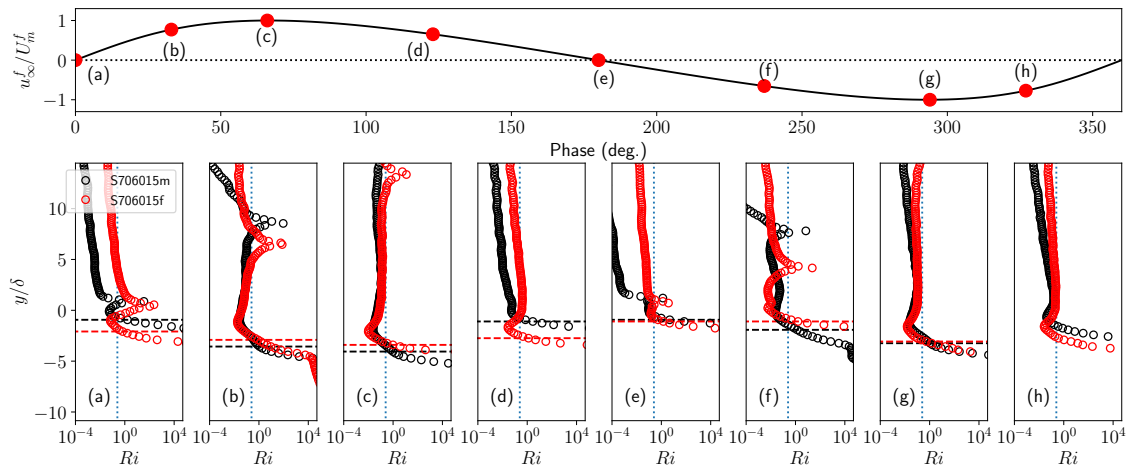 u^f_∞/U^f_m
1
0
−1
(a)
(b)
(c)
(d)
(e)
(f)
(g)
(h)
0 50 100 150 200 250 300 350
Phase (deg.)
y/δ
10
5
0
−5
−10
S706015m
S706015f
(a) (b) (c) (d) (e) (f) (g) (h)
10^−4 10^0 10^4 10^−4 10^0 10^4 10^−4 10^0 10^4 10^−4 10^0 10^4 10^−4 10^0 10^4 10^−4 10^0 10^4 10^−4 10^0 10^4 10^−4 10^0 10^4
Ri Ri Ri Ri Ri Ri Ri Ri